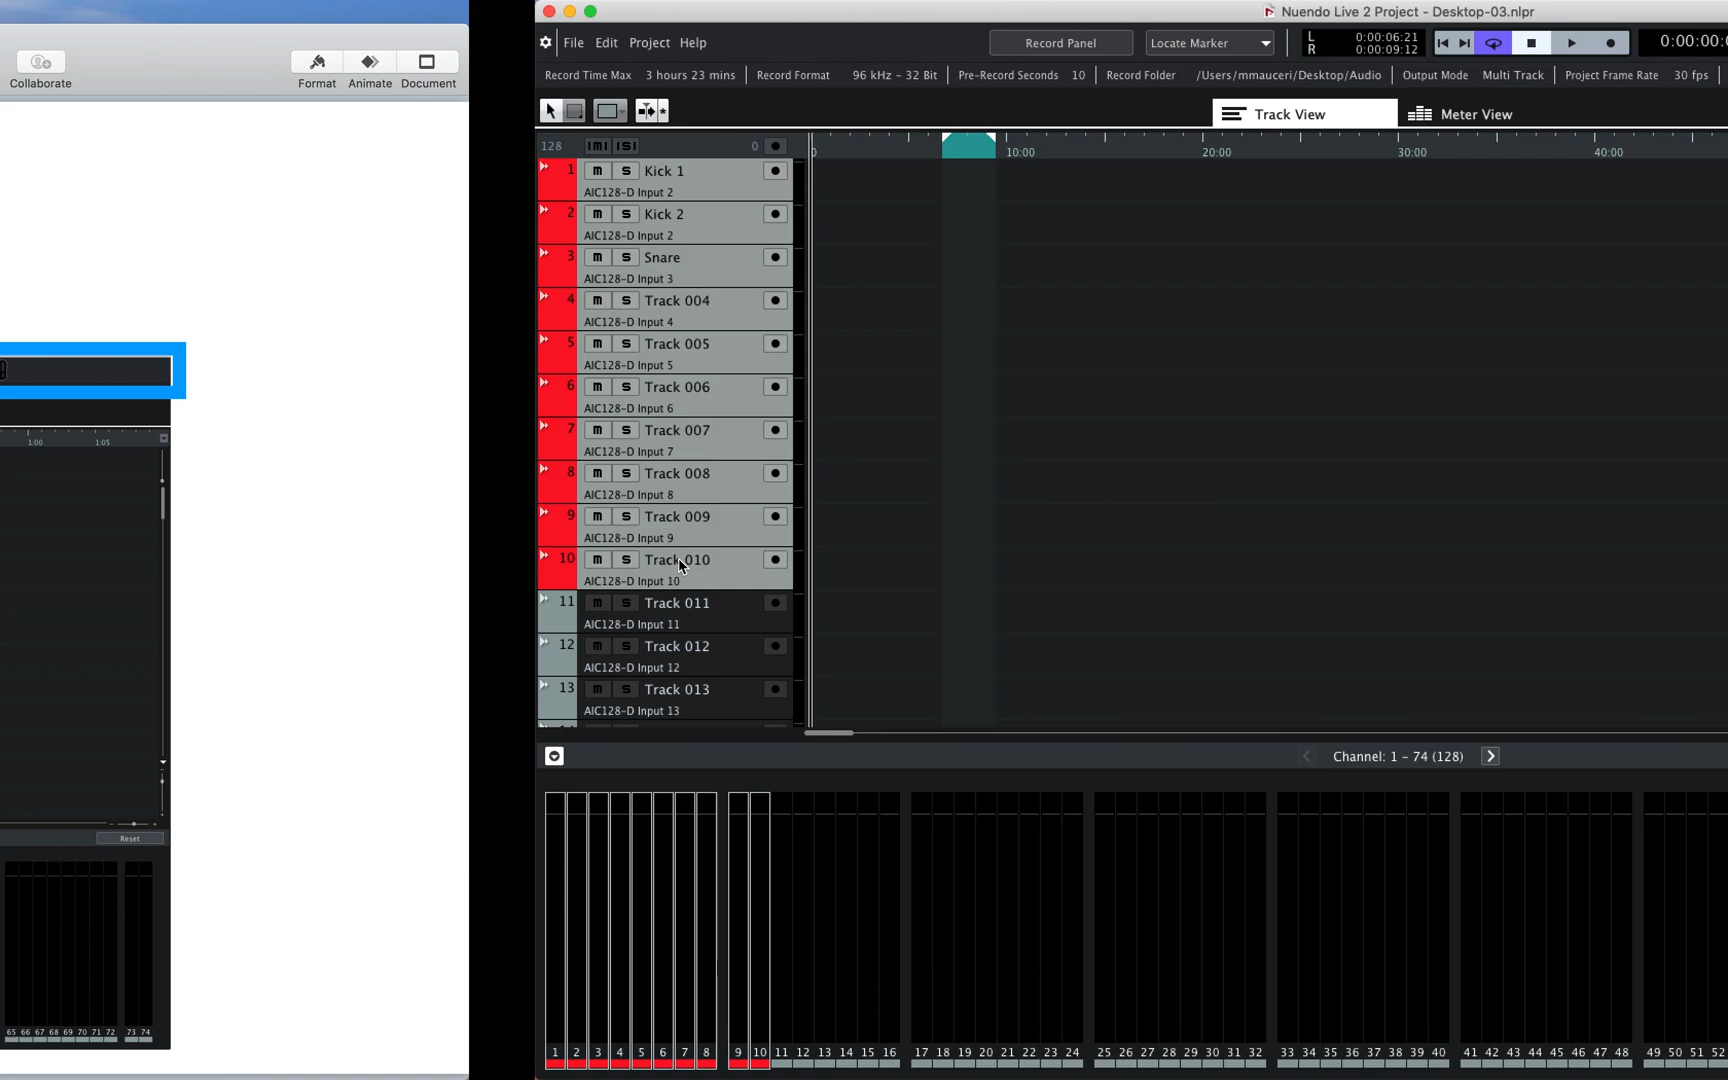 Collaborate
Format
Animate
Document
1:00
1:05
Reset
65 66 67 68 69 70 71 72 73 74
Nuendo Live 2 Project - Desktop-03.nlpr
File Edit Project Help
Record Panel
Locate Marker
L 0:00:06:21
R 0:00:09:12
0:00:00:
Record Time Max 3 hours 23 mins Record Format 96 kHz - 32 Bit Pre-Record Seconds 10 Record Folder /Users/mmauceri/Desktop/Audio Output Mode Multi Track Project Frame Rate 30 fps
Track View
Meter View
128 |M| |S| 0
0 10:00 20:00 30:00 40:00
1 m s Kick 1
AIC128-D Input 2
2 m s Kick 2
AIC128-D Input 2
3 m s Snare
AIC128-D Input 3
4 m s Track 004
AIC128-D Input 4
5 m s Track 005
AIC128-D Input 5
6 m s Track 006
AIC128-D Input 6
7 m s Track 007
AIC128-D Input 7
8 m s Track 008
AIC128-D Input 8
9 m s Track 009
AIC128-D Input 9
10 m s Track 010
AIC128-D Input 10
11 m s Track 011
AIC128-D Input 11
12 m s Track 012
AIC128-D Input 12
13 m s Track 013
AIC128-D Input 13
Channel: 1 - 74 (128)
1 2 3 4 5 6 7 8 9 10 11 12 13 14 15 16 17 18 19 20 21 22 23 24 25 26 27 28 29 30 31 32 33 34 35 36 37 38 39 40 41 42 43 44 45 46 47 48 49 50 51 52